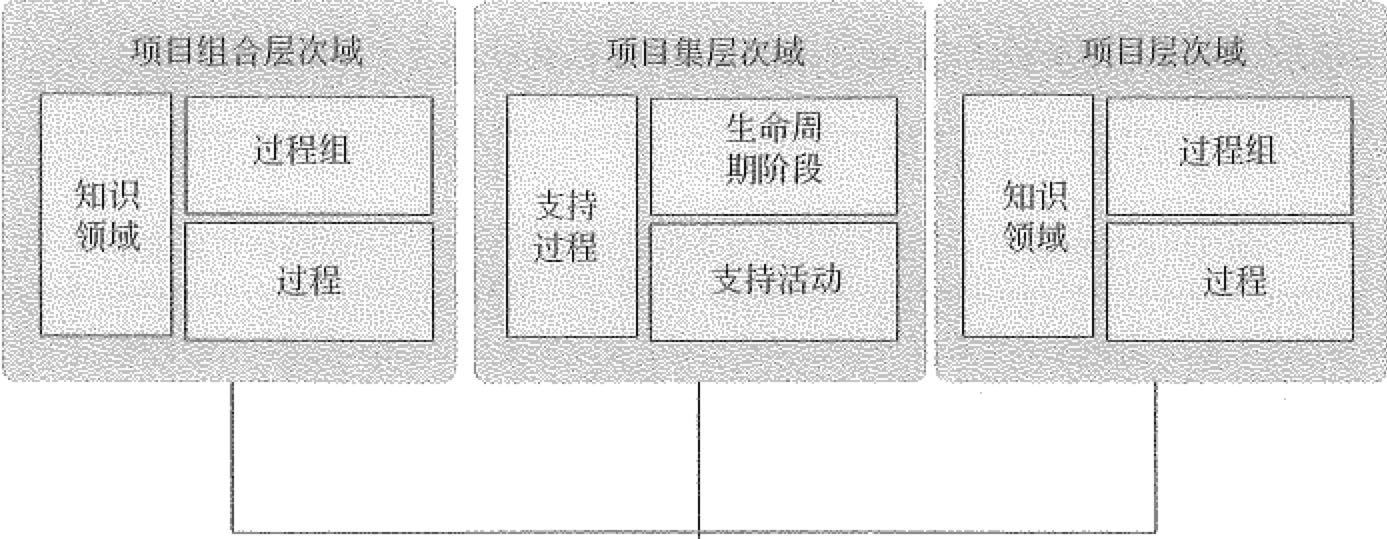 项目组合层次域
知识
领域
过程组
过程
项目集层次域
支持
过程
生命周
期阶段
支持活动
项目层次域
知识
领域
过程组
过程